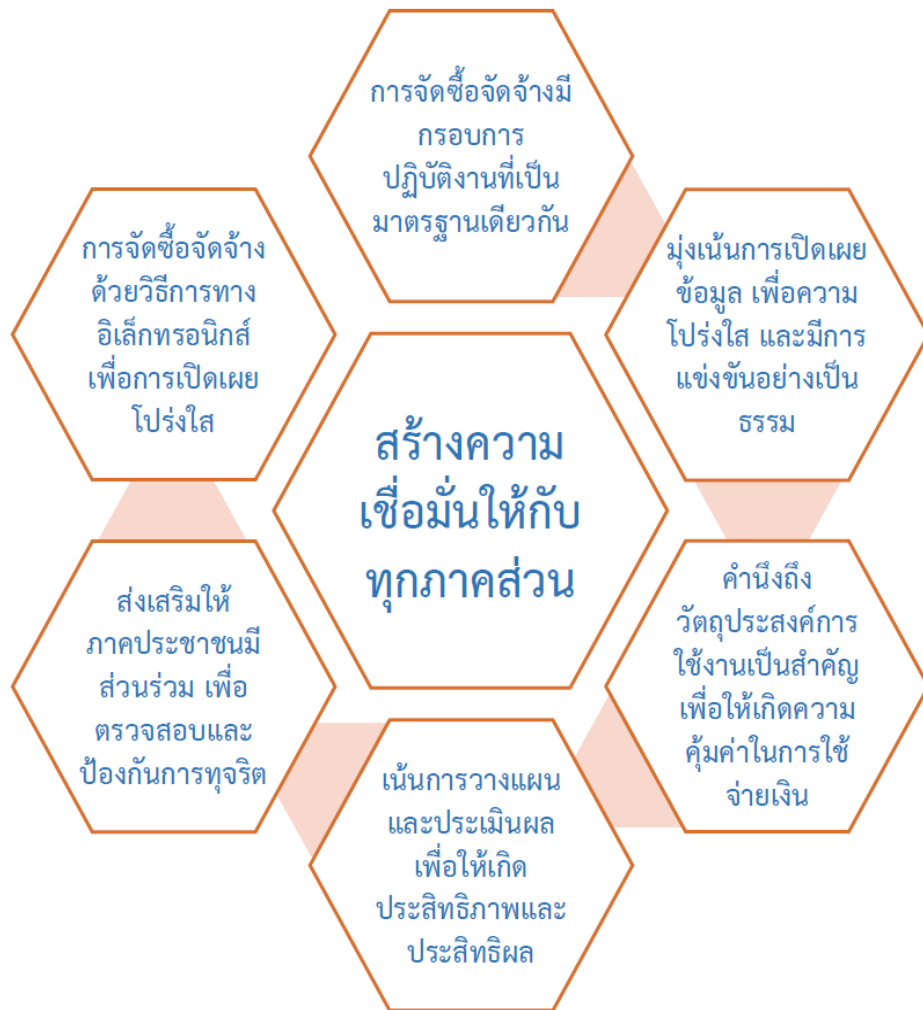 การจัดซื้อจัดจ้างมี
กรอบการ
ปฏิบัติงานที่เป็น
มาตรฐานเดียวกัน
มุ่งเน้นการเปิดเผย
ข้อมูล เพื่อความ
โปร่งใส และมีการ
แข่งขันอย่างเป็น
ธรรม
คำนึงถึง
วัตถุประสงค์การ
ใช้งานเป็นสำคัญ
เพื่อให้เกิดความ
คุ้มค่าในการใช้
จ่ายเงิน
เน้นการวางแผน
และประเมินผล
เพื่อให้เกิด
ประสิทธิภาพและ
ประสิทธิผล
ส่งเสริมให้
ภาคประชาชนมี
ส่วนร่วม เพื่อ
ตรวจสอบและ
ป้องกันการทุจริต
การจัดซื้อจัดจ้าง
ด้วยวิธีการทาง
อิเล็กทรอนิกส์
เพื่อการเปิดเผย
โปร่งใส
สร้างความ
เชื่อมั่นให้กับ
ทุกภาคส่วน